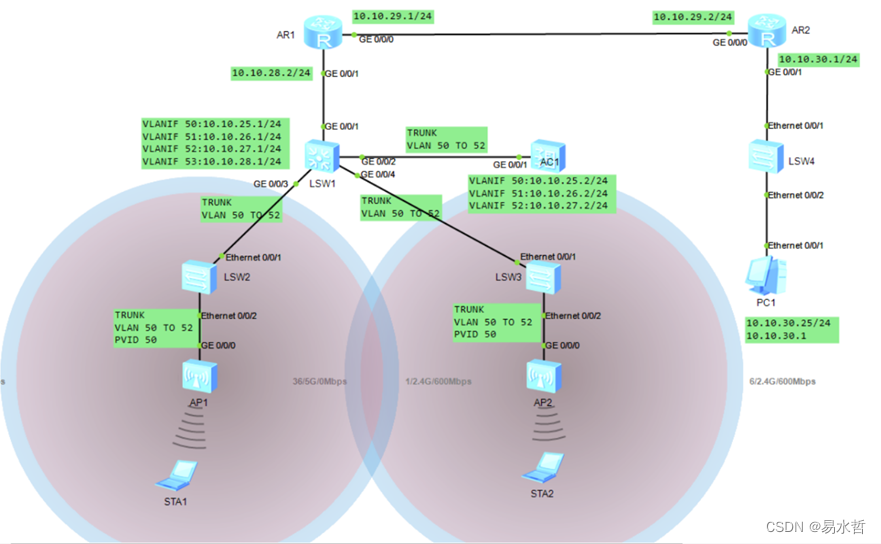 10.10.29.1/24
10.10.29.2/24
AR1
AR2
GE 0/0/0
GE 0/0/0
10.10.30.1/24
10.10.28.2/24
GE 0/0/1
GE 0/0/1
VLANIF 50:10.10.25.1/24
VLANIF 51:10.10.26.1/24
VLANIF 52:10.10.27.1/24
VLANIF 53:10.10.28.1/24
GE 0/0/1
TRUNK
VLAN 50 TO 52
Ethernet 0/0/1
GE 0/0/2
GE 0/0/1
AC1
LSW4
LSW1
GE 0/0/4
GE 0/0/3
VLANIF 50:10.10.25.2/24
VLANIF 51:10.10.26.2/24
VLANIF 52:10.10.27.2/24
Ethernet 0/0/2
TRUNK
VLAN 50 TO 52
TRUNK
VLAN 50 TO 52
Ethernet 0/0/1
Ethernet 0/0/1
Ethernet 0/0/1
LSW2
LSW3
PC1
TRUNK
VLAN 50 TO 52
PVID 50
Ethernet 0/0/2
GE 0/0/0
TRUNK
VLAN 50 TO 52
PVID 50
Ethernet 0/0/2
GE 0/0/0
10.10.30.25/24
10.10.30.1
36/5G/0Mbps
1/2.4G/600Mbps
6/2.4G/600Mbps
AP1
AP2
STA1
STA2
CSDN @易水哲